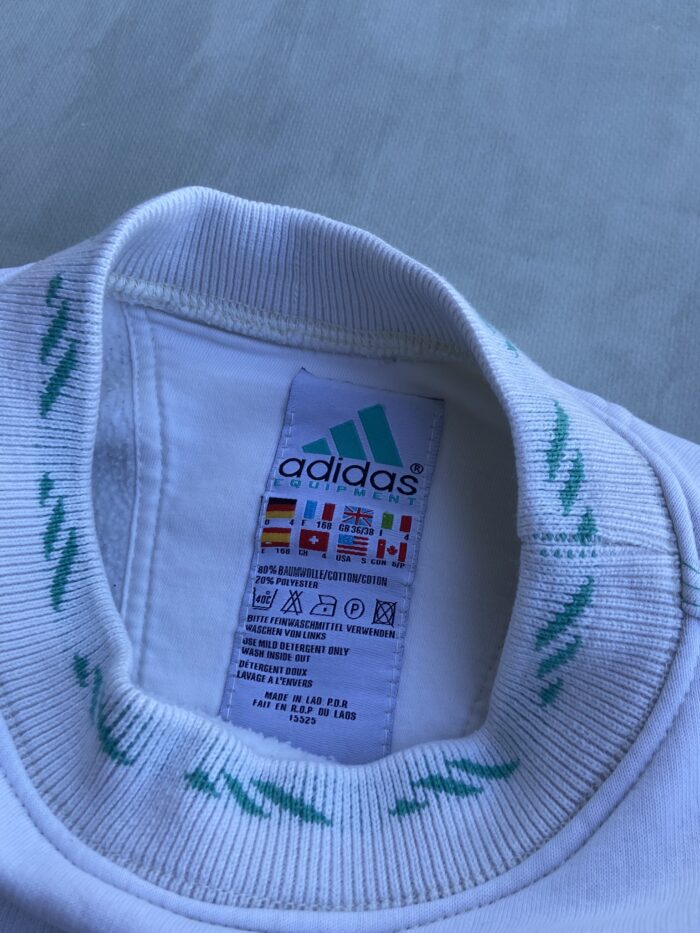 adidas®
EQUIPMENT
D 4 F 168 GB 36/38 I 4
E 168 CH 4 USA S CDN S/P
80% BAUMWOLLE/COTTON/COTON
20% POLYESTER
40C P
BITTE FEINWASCHMITTEL VERWENDEN
WASCHEN VON LINKS
USE MILD DETERGENT ONLY
WASH INSIDE OUT
DÉTERGENT DOUX
LAVAGE A L'ENVERS
MADE IN LAO P.D.R
FAIT EN R.D.P DU LAOS
15525